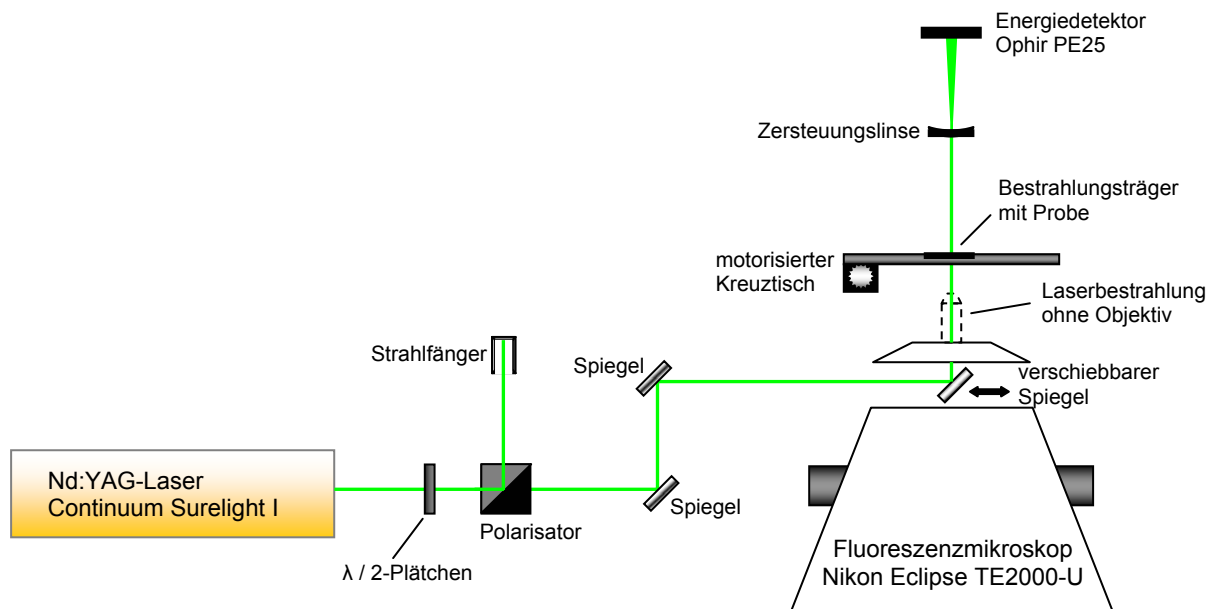 Energiedetektor
Ophir PE25
Zersteuungslinse
Bestrahlungsträger
mit Probe
motorisierter
Kreuztisch
Laserbestrahlung
ohne Objektiv
Strahlfänger
Spiegel
verschiebbarer
Spiegel
Nd:YAG-Laser
Continuum Surelight I
Spiegel
Polarisator
λ / 2-Plätchen
Fluoreszenzmikroskop
Nikon Eclipse TE2000-U